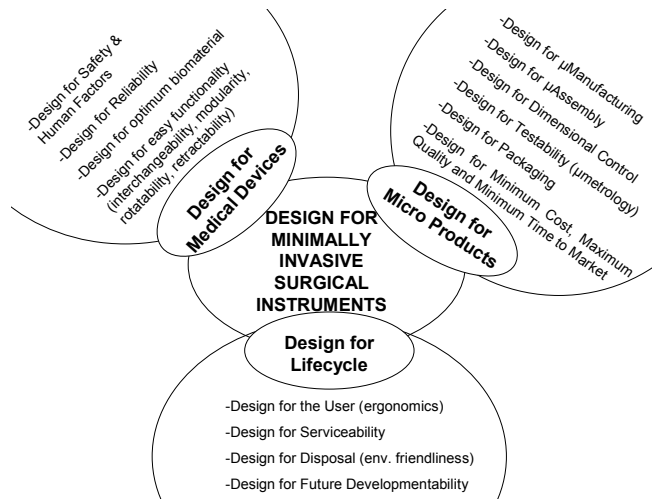 -Design for Safety &
Human Factors
-Design for Reliability
-Design for optimum biomaterial
-Design for easy functionality
(interchangeability, modularity,
rotatability, retractability)
Design for
Medical Devices
-Design for µManufacturing
-Design for µAssembly
-Design for Dimensional Control
-Design for Testability (µmetrology)
-Design for Packaging
-Design for Minimum Cost, Maximum
Quality and Minimum Time to Market
Design for
Micro Products
DESIGN FOR
MINIMALLY
INVASIVE
SURGICAL
INSTRUMENTS
Design for
Lifecycle
-Design for the User (ergonomics)
-Design for Serviceability
-Design for Disposal (env. friendliness)
-Design for Future Developmentability